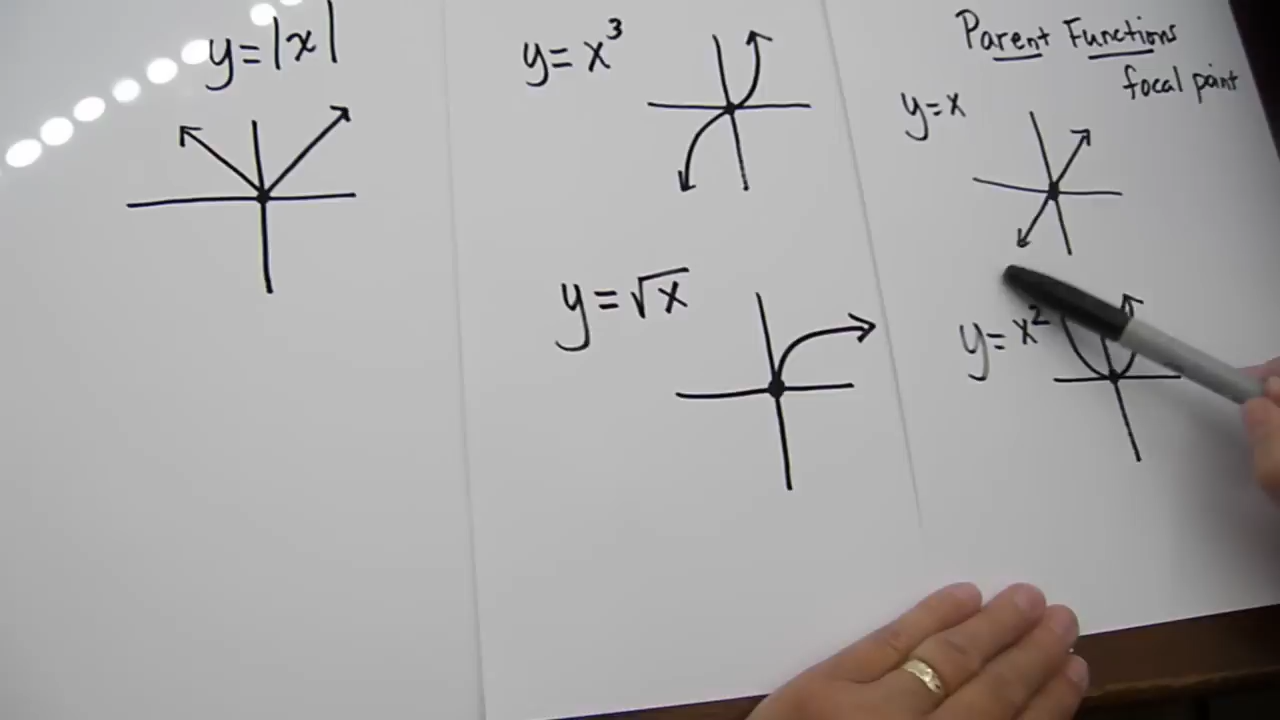 y=|x|
y=x³
y=√x
Parent Functions
focal point
y=x
y=x²